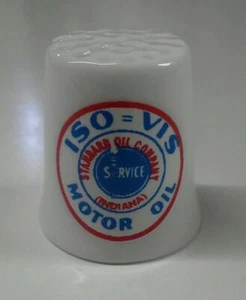 ISO=VIS
STANDARD OIL COMPANY
SERVICE
(INDIANA)
MOTOR OIL